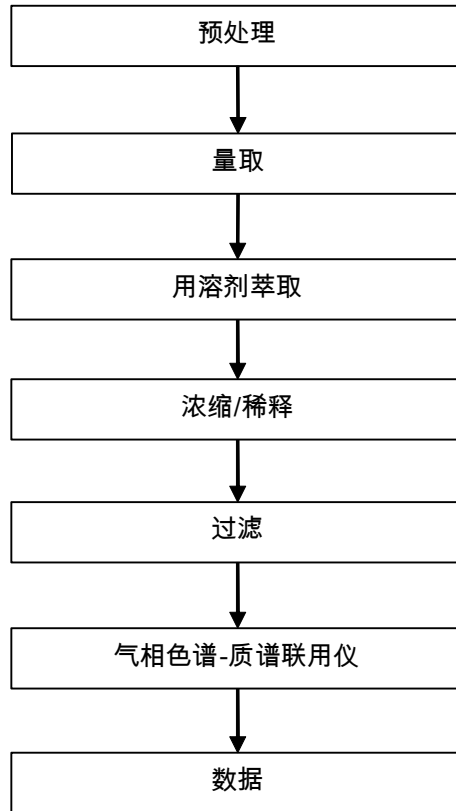 预处理
量取
用溶剂萃取
浓缩/稀释
过滤
气相色谱-质谱联用仪
数据